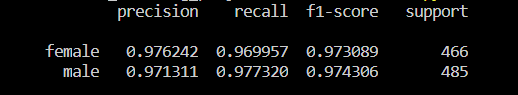 precision recall f1-score support
female 0.976242 0.969957 0.973089 466
male 0.971311 0.977320 0.974306 485